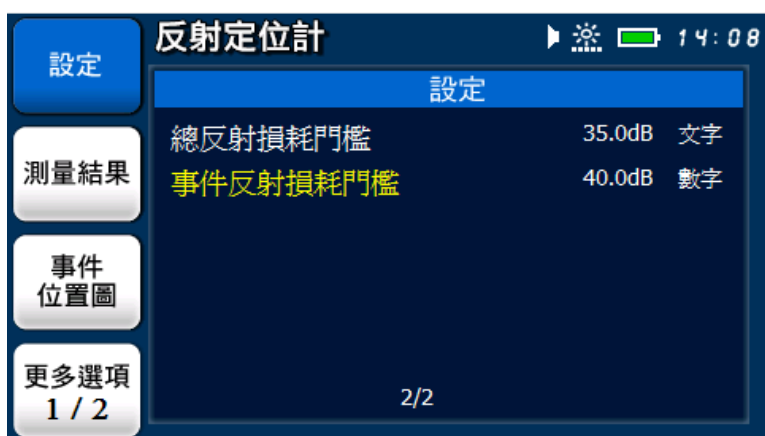 設定
測量結果
事件
位置圖
更多選項
1 / 2
反射定位計
14:08
設定
總反射損耗門檻 35.0dB 文字
事件反射損耗門檻 40.0dB 數字
2/2